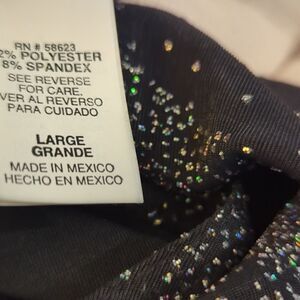 RN # 58623
2% POLYESTER
8% SPANDEX
SEE REVERSE
FOR CARE.
VER AL REVERSO
PARA CUIDADO
LARGE
GRANDE
MADE IN MEXICO
HECHO EN MEXICO